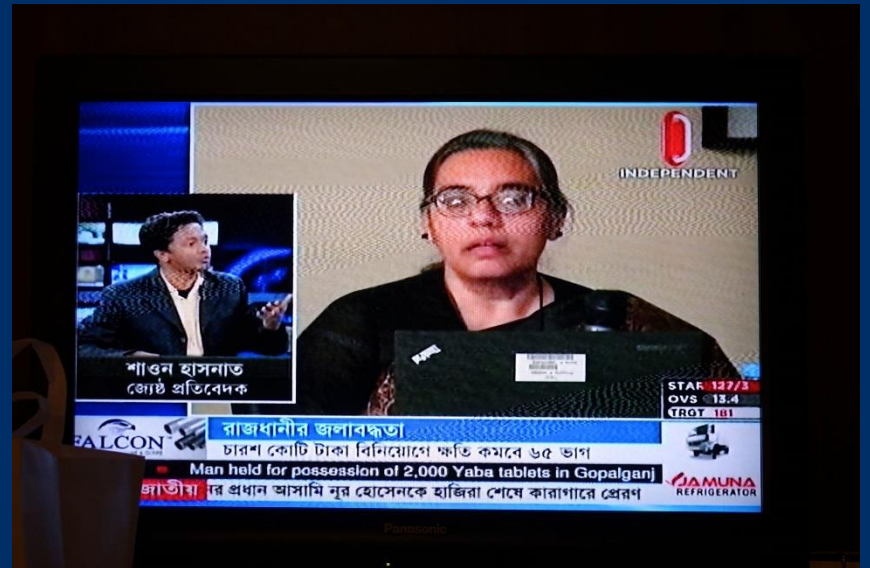 INDEPENDENT
শাওন হাসনাত
জ্যেষ্ঠ প্রতিবেদক
STAR 127/3
OVS 13.4
TRGT 181
FALCON
রাজধানীর জলাবদ্ধতা
চারশ কোটি টাকা বিনিয়োগে ক্ষতি কমবে ৬৫ ভাগ
Man held for possession of 2,000 Yaba tablets in Gopalganj
জাতীয় নর প্রধান আসামি নূর হোসেনকে হাজিরা শেষে কারাগারে প্রেরণ
JAMUNA
REFRIGERATOR
Panasonic